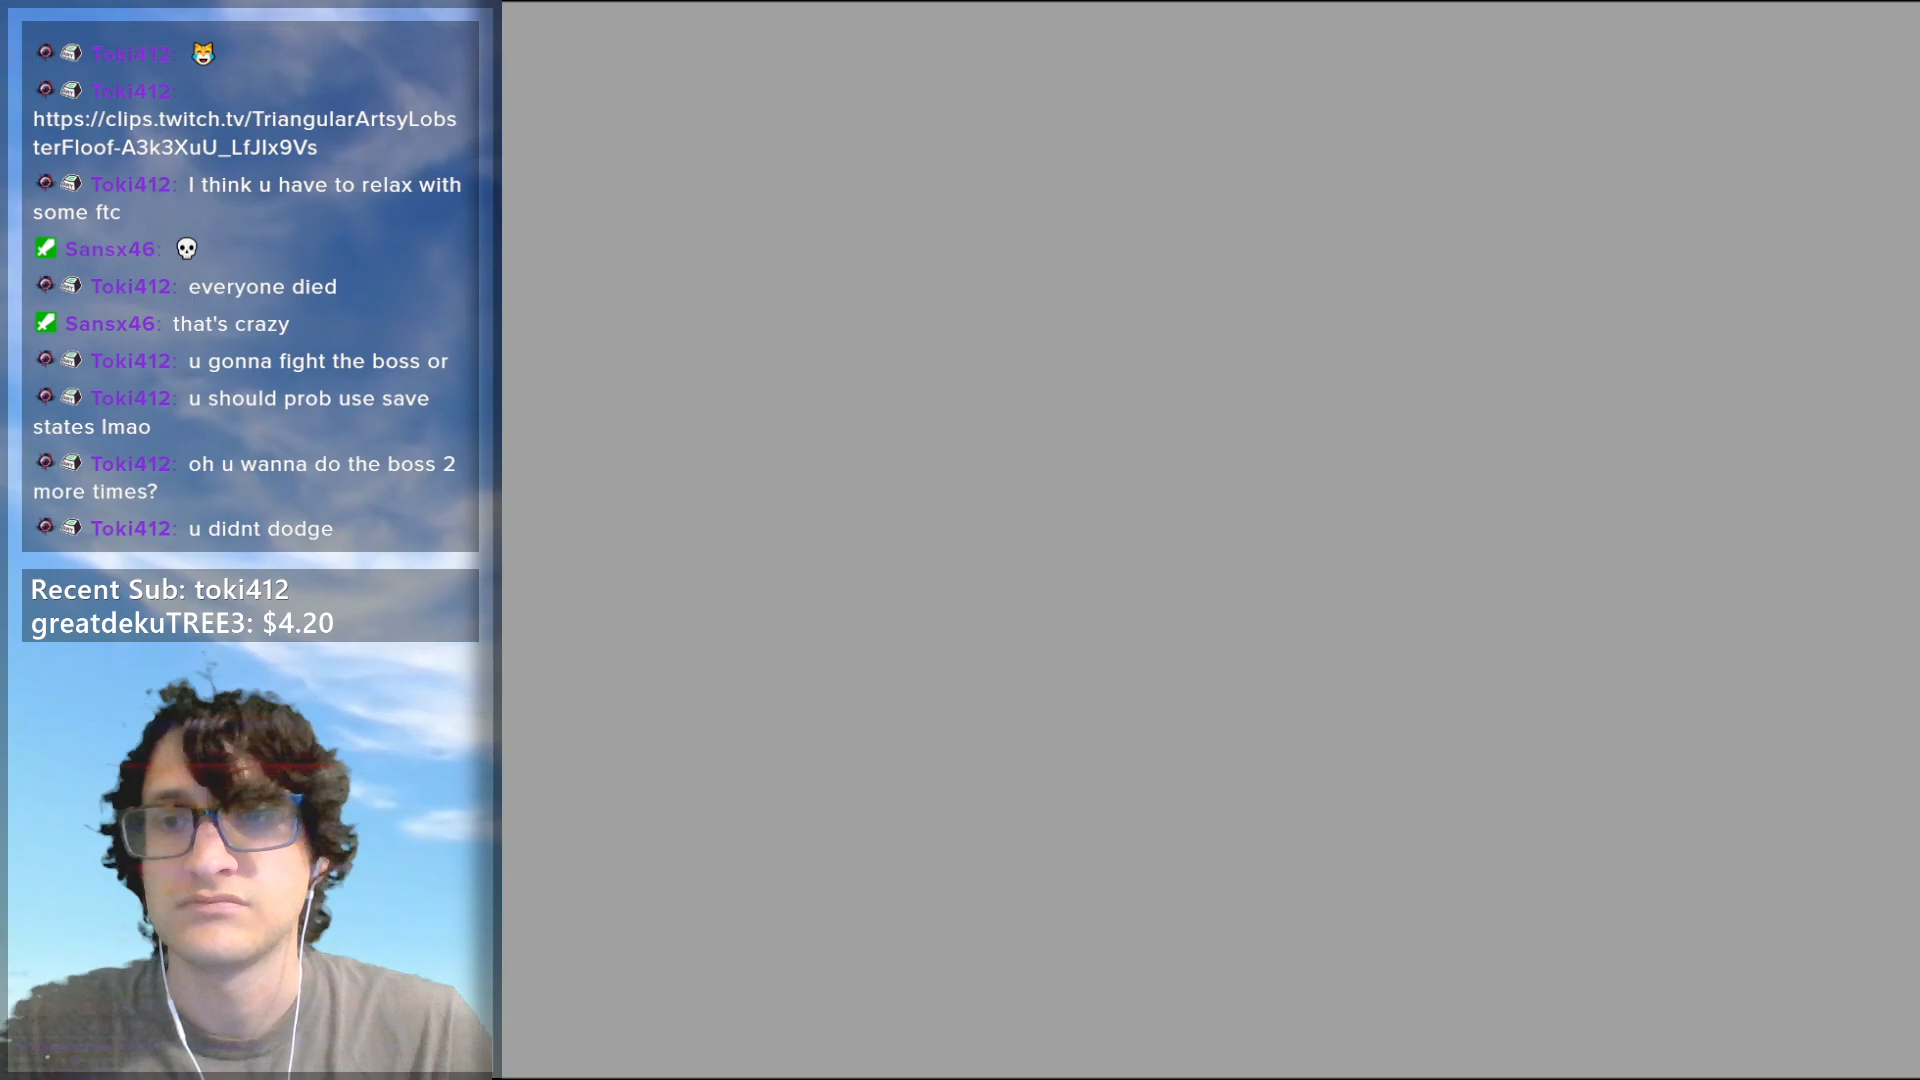 Toki412: 😹
Toki412:
https://clips.twitch.tv/TriangularArtsyLobs
terFloof-A3k3XuU_LfJIx9Vs
Toki412: I think u have to relax with
some ftc
Sansx46: 💀
Toki412: everyone died
Sansx46: that's crazy
Toki412: u gonna fight the boss or
Toki412: u should prob use save
states lmao
Toki412: oh u wanna do the boss 2
more times?
Toki412: u didnt dodge
Recent Sub: toki412
greatdekuTREE3: $4.20